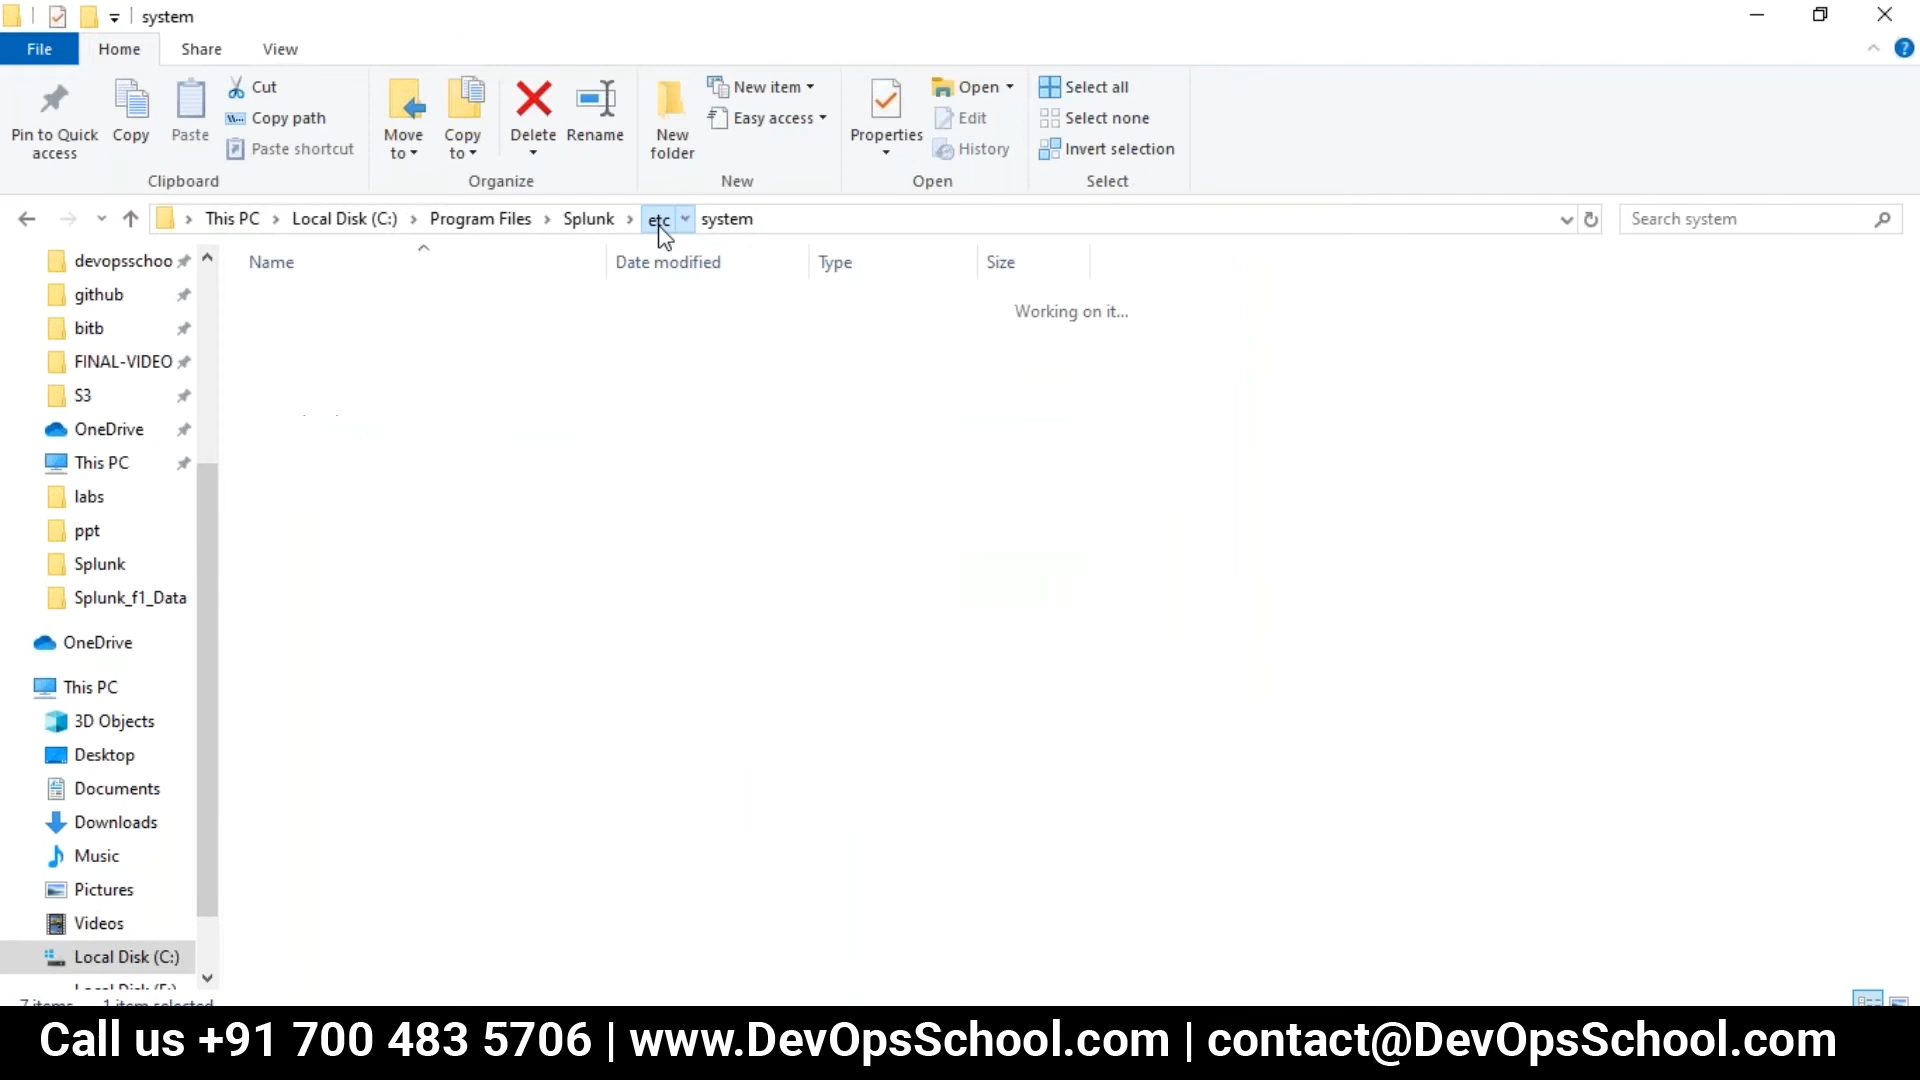 system
File
Home
Share
View
Pin to Quick access
Copy
Paste
Cut
Copy path
Paste shortcut
Clipboard
Move to
Copy to
Delete
Rename
Organize
New folder
New item
Easy access
New
Properties
Open
Edit
History
Open
Select all
Select none
Invert selection
Select
This PC
Local Disk (C:)
Program Files
Splunk
etc
system
Search system
Name
Date modified
Type
Size
Working on it...
devopsschoo
github
bitb
FINAL-VIDEO
S3
OneDrive
This PC
labs
ppt
Splunk
Splunk_f1_Data
OneDrive
This PC
3D Objects
Desktop
Documents
Downloads
Music
Pictures
Videos
Local Disk (C:)
7 items 1 item selected
Call us +91 700 483 5706 | www.DevOpsSchool.com | contact@DevOpsSchool.com